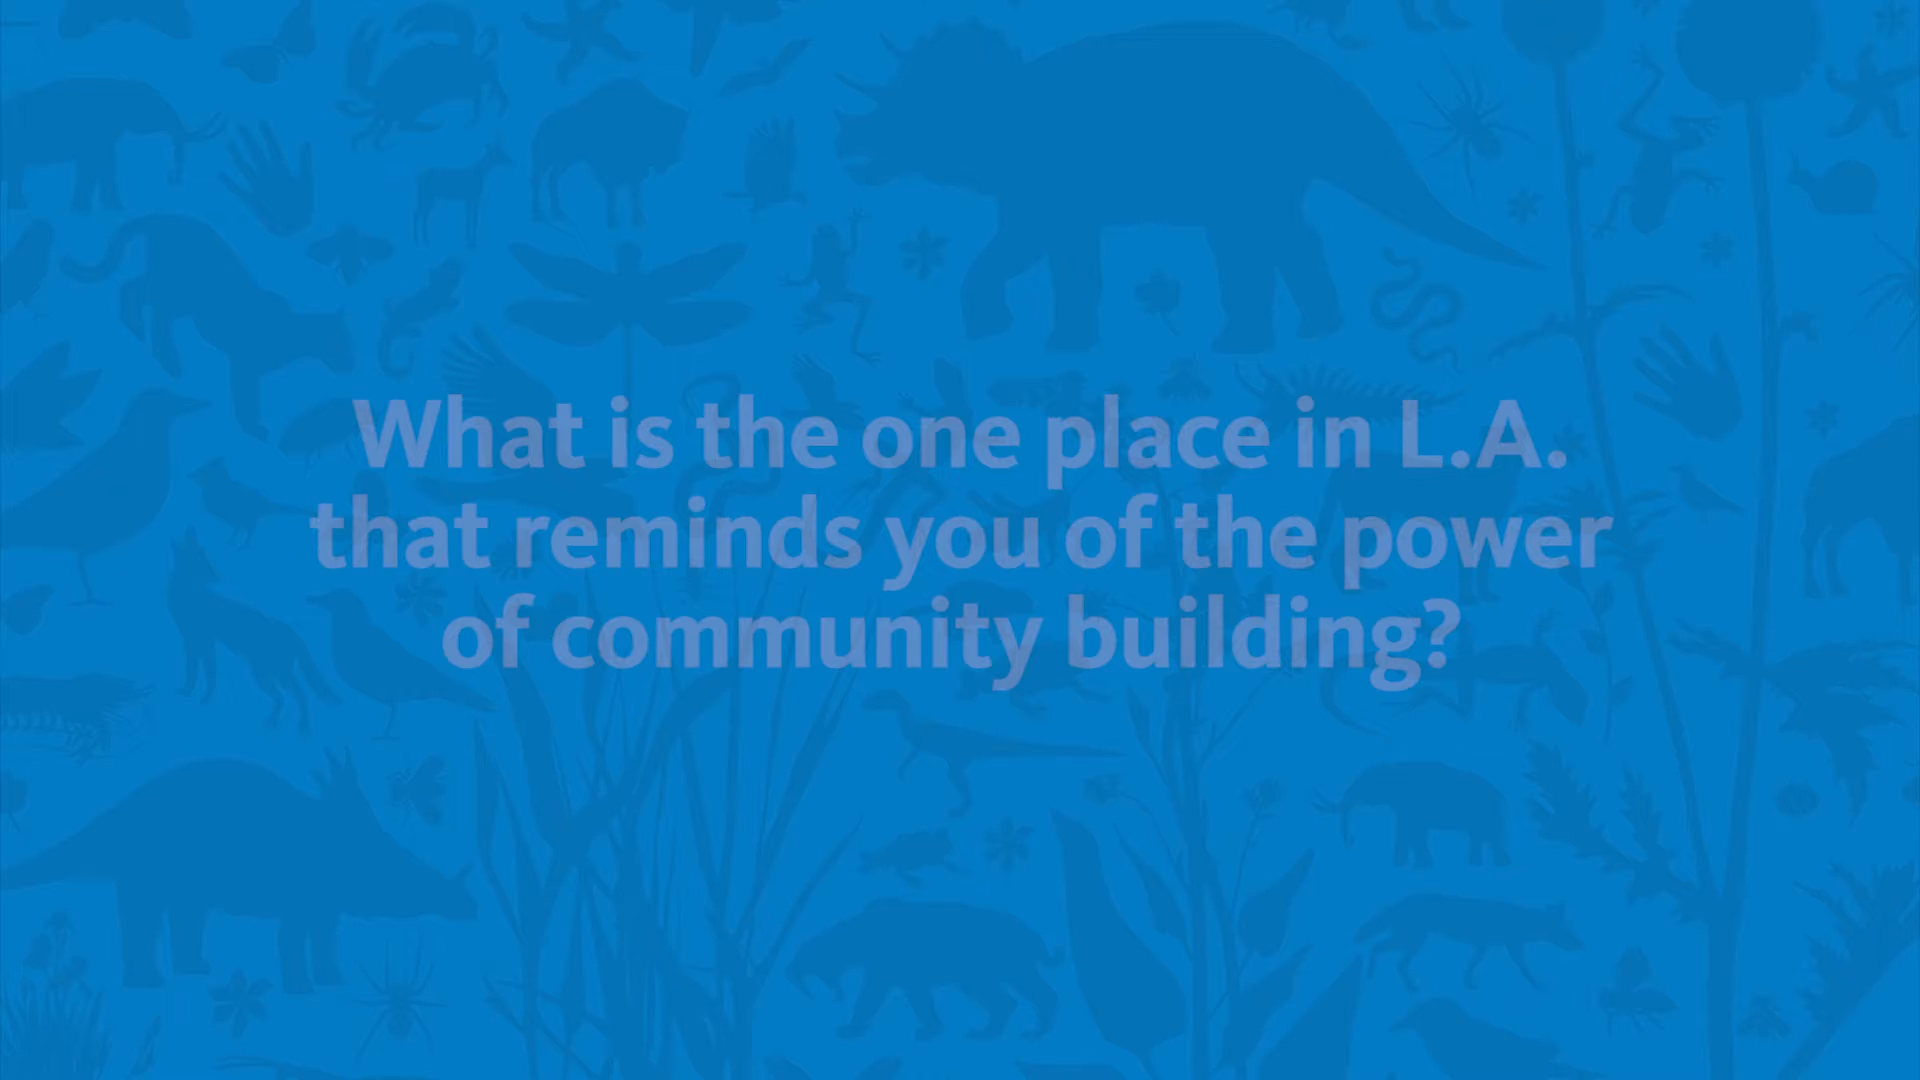 What is the one place in L.A.
that reminds you of the power
of community building?